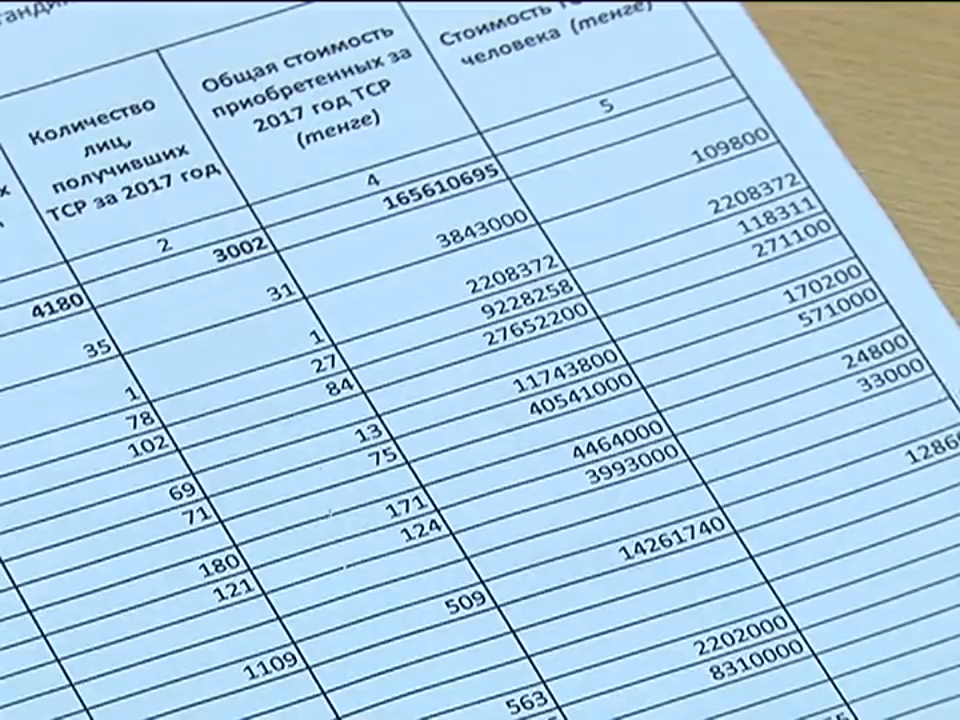 Количество
лиц,
получивших
ТСР за 2017 год
Общая стоимость
приобретенных за
2017 год ТСР
(тенге)
Стоимость
человека (тенге)
2 4 5
4180 3002 165610695
35 31 3843000 109800
1 1 2208372 2208372
78 27 9228258 118311
102 84 27652200 271100
69 13 11743800 170200
71 75 40541000 571000
180 171 4464000 24800
121 124 3993000 33000
1109 509 14261740
563 2202000
8310000